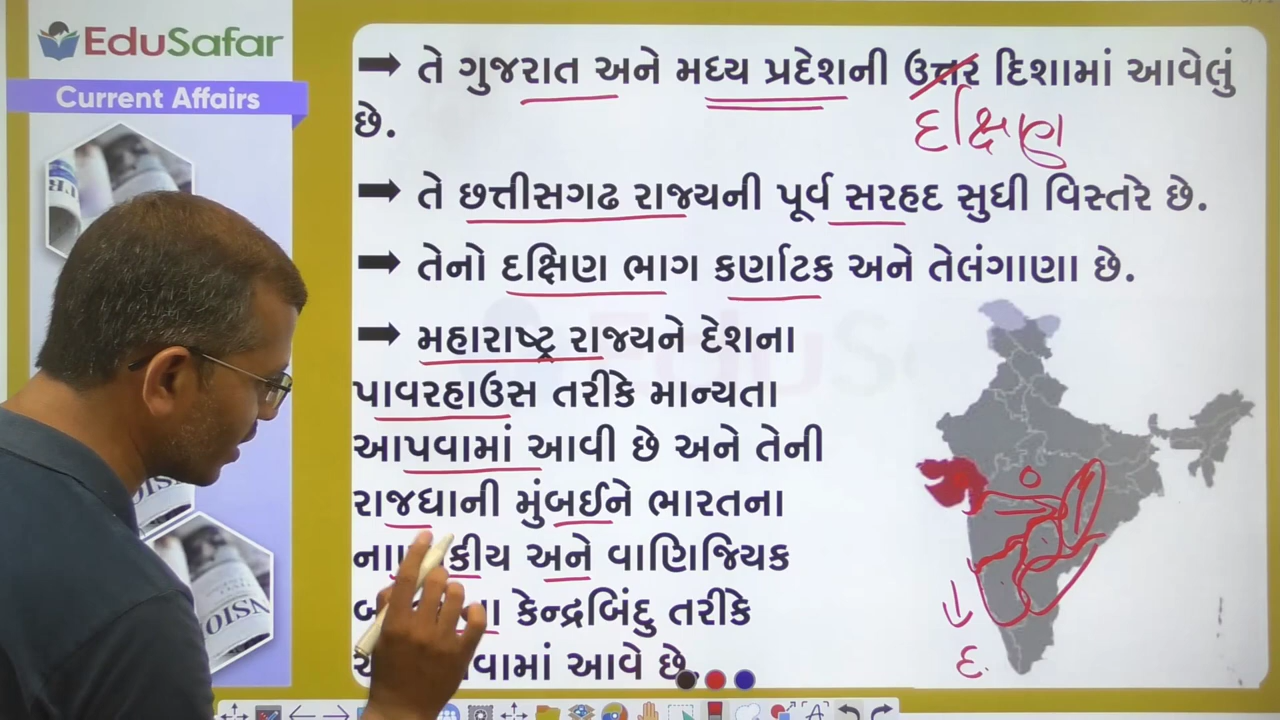 EduSafar
Current Affairs
➡ તે ગુજરાત અને મધ્ય પ્રદેશની ઉત્તર દિશામાં આવેલું
દક્ષિણ
છે.
➡ તે છત્તીસગઢ રાજ્યની પૂર્વ સરહદ સુધી વિસ્તરે છે.
➡ તેનો દક્ષિણ ભાગ કર્ણાટક અને તેલંગાણા છે.
➡ મહારાષ્ટ્ર રાજ્યને દેશના
પાવરહાઉસ તરીકે માન્યતા
આપવામાં આવી છે અને તેની
રાજધાની મુંબઈને ભારતના
અને વાણિજ્યિક
કેન્દ્રબિંદુ તરીકે
આવે છે.
દ.